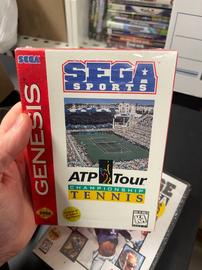 SEGA
GENESIS
SEGA
SPORTS
ATP Tour
CHAMPIONSHIP
TENNIS